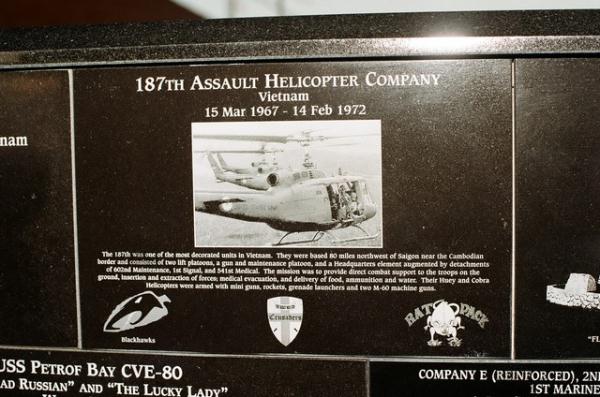 187TH ASSAULT HELICOPTER COMPANY
Vietnam
15 Mar 1967 - 14 Feb 1972
nam
The 187th was one of the most decorated units in Vietnam. They were based 80 miles northwest of Saigon near the Cambodian
border and consisted of two lift platoons, a gun and maintenance platoon, and a Headquarters element augmented by detachments
of 602nd Maintenance, 1st Signal, and 541st Medical. The mission was to provide direct combat support to the troops on the
ground, insertion and extraction of forces; medical evacuation, and delivery of food, ammunition and water. Their Huey and Cobra
Helicopters were armed with mini guns, rockets, grenade launchers and two M-60 machine guns.
Blackhawks
Crusaders
RAT PACK
"FL
USS PETROF BAY CVE-80
AD RUSSIAN" AND "THE LUCKY LADY"
COMPANY E (REINFORCED), 2N
1ST MARINE